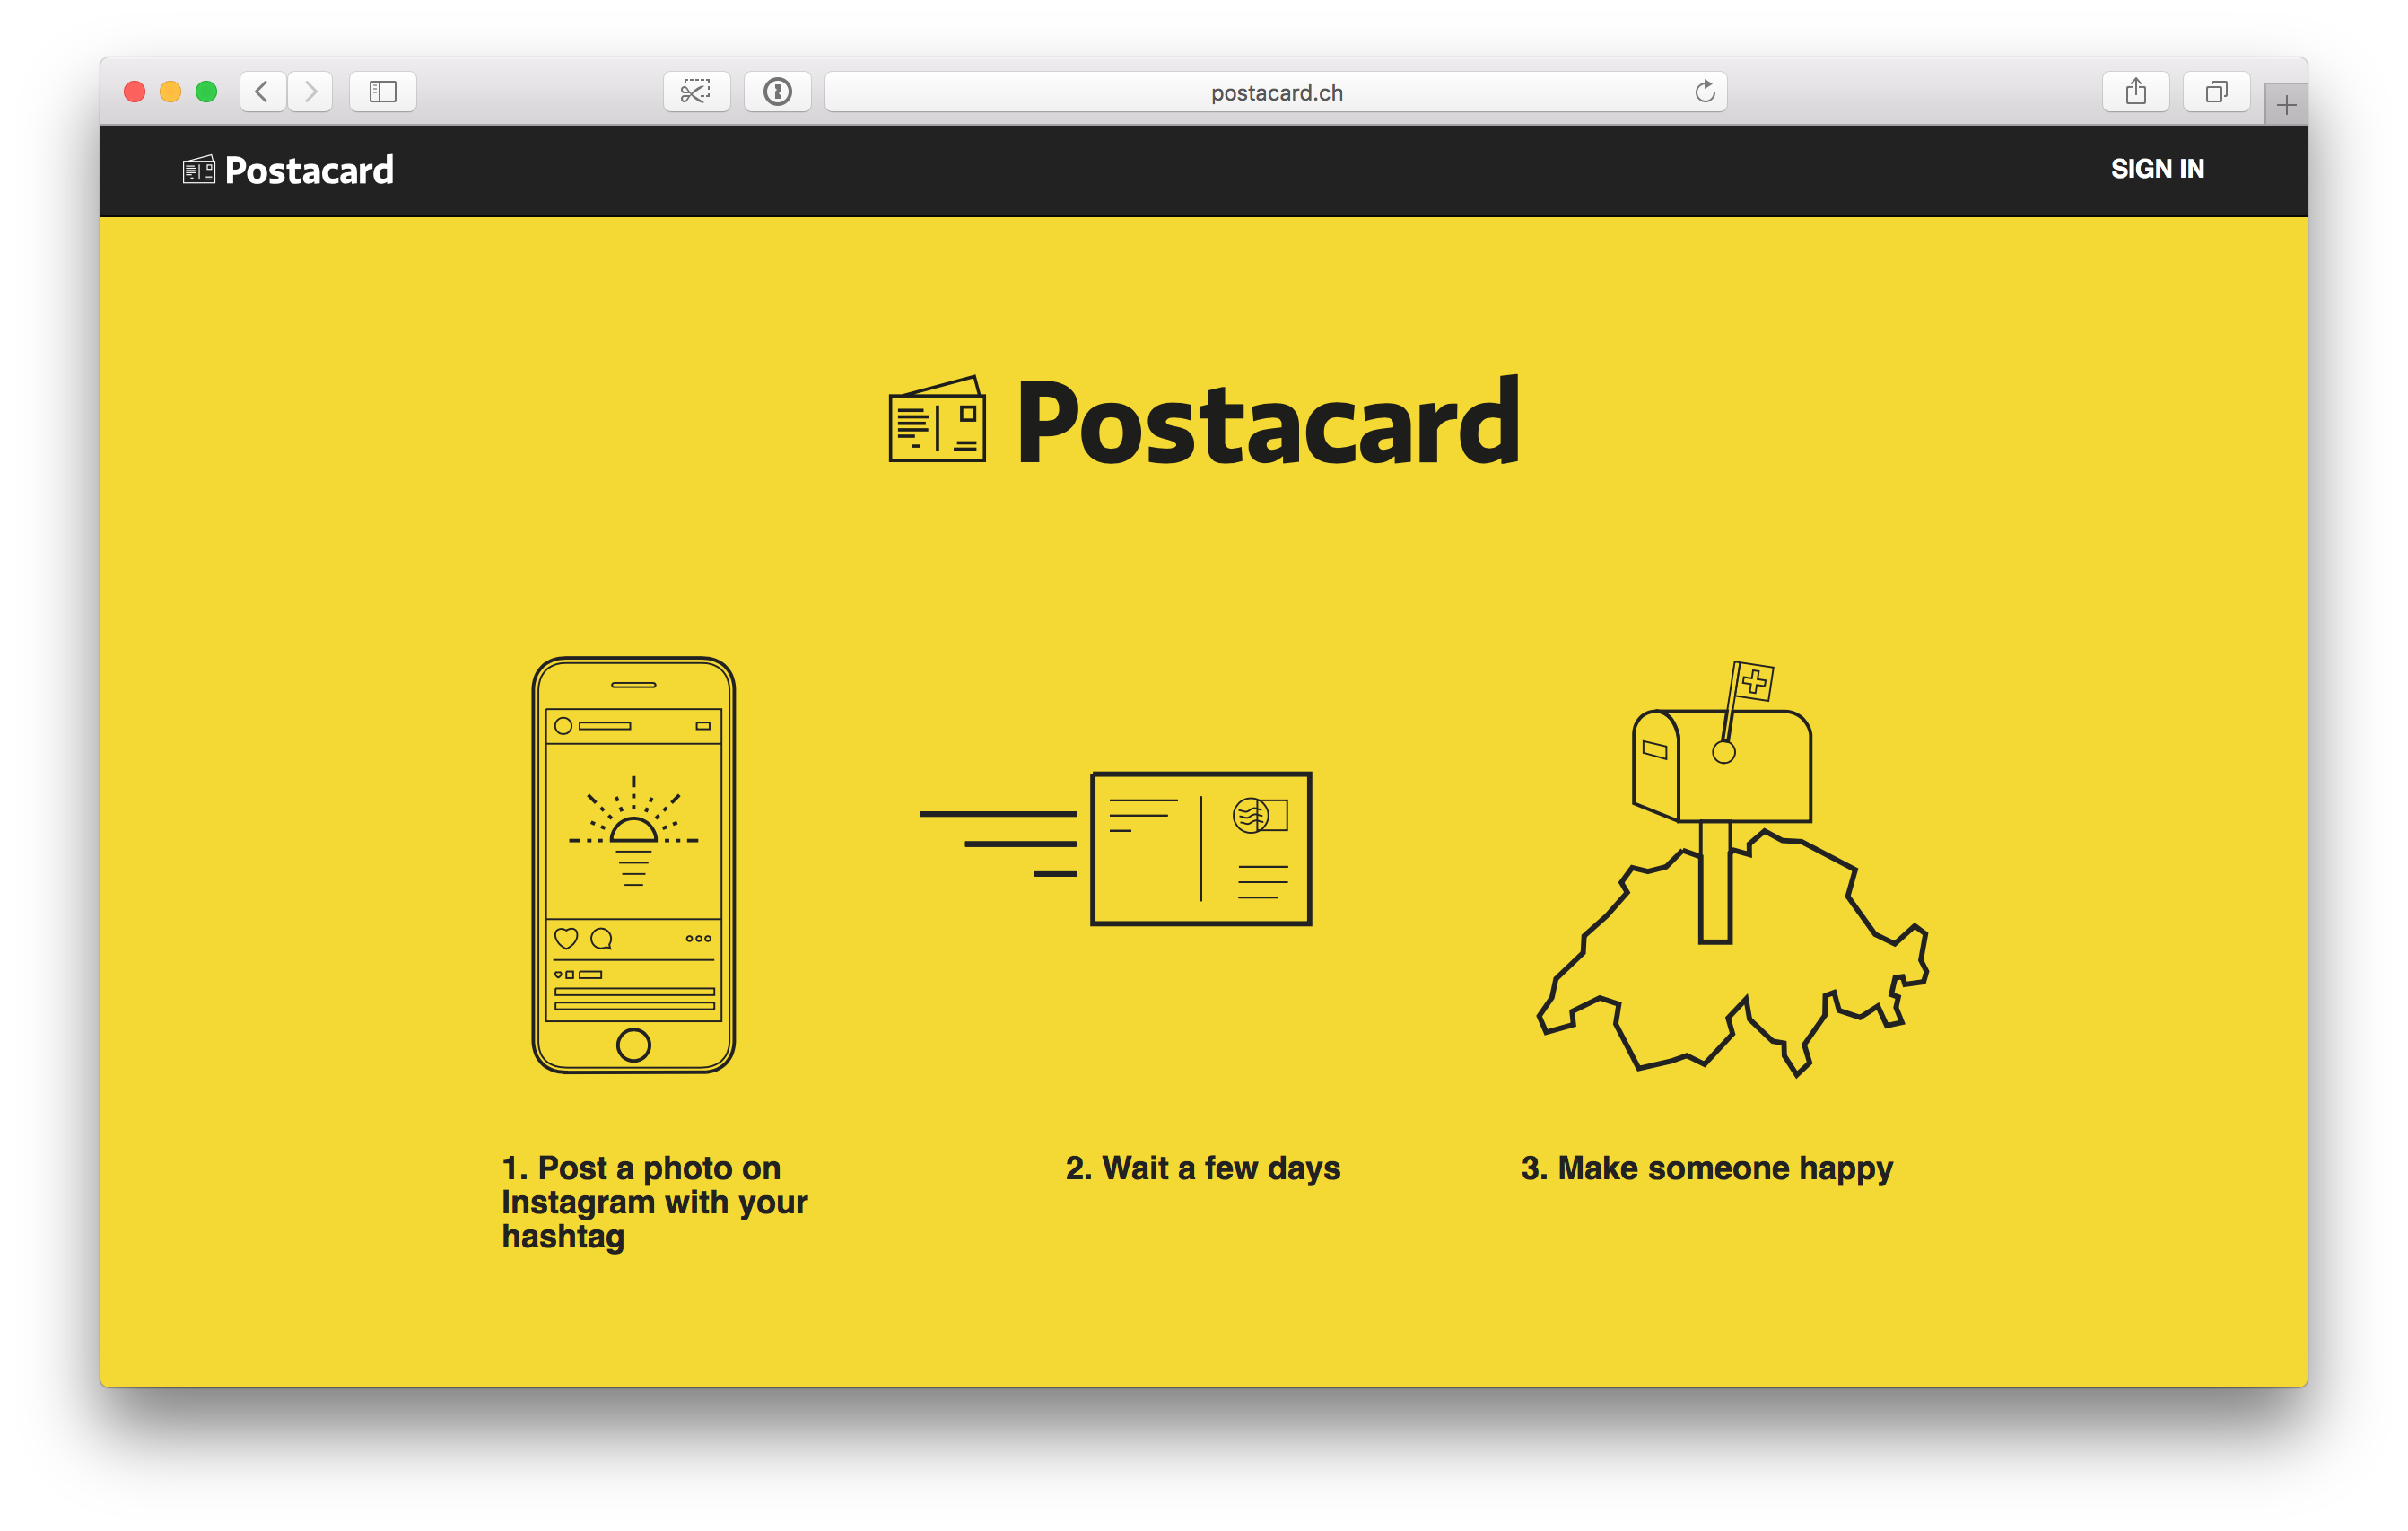 postacard.ch
Postacard
SIGN IN
Postacard
1. Post a photo on
Instagram with your
hashtag
2. Wait a few days
3. Make someone happy